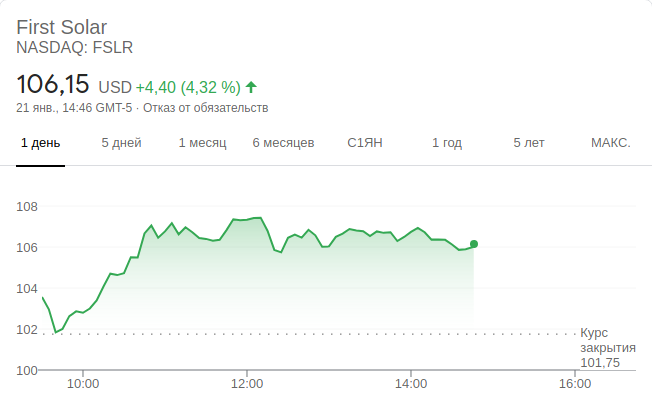 First Solar
NASDAQ: FSLR
106,15 USD +4,40 (4,32 %)
21 янв., 14:46 GMT-5 · Отказ от обязательств
1 день 5 дней 1 месяц 6 месяцев С1ЯН 1 год 5 лет МАКС.
108
106
104
102
Курс
закрытия
101,75
100
10:00 12:00 14:00 16:00